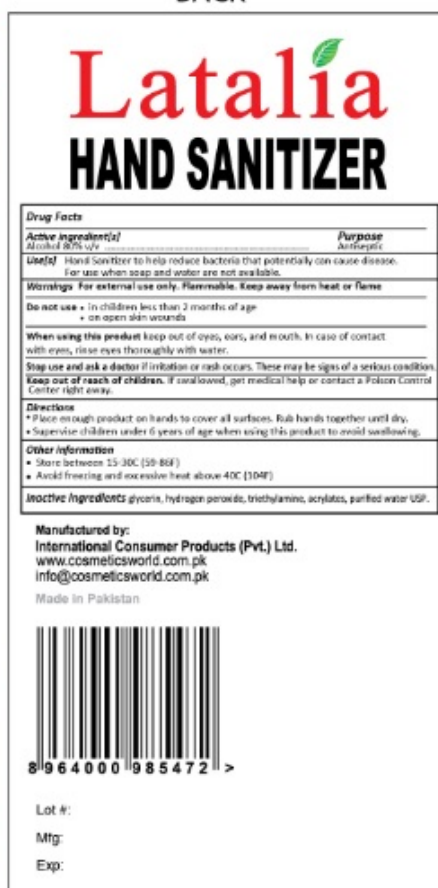 BACK
Latalia
HAND SANITIZER
Drug Facts
Active ingredient[s] Purpose
Alcohol 80% v/v ........................................................ Antiseptic
Use[s] Hand Sanitizer to help reduce bacteria that potentially can cause disease.
For use when soap and water are not available.
Warnings For external use only. Flammable. Keep away from heat or flame
Do not use • in children less than 2 months of age
• on open skin wounds
When using this product keep out of eyes, ears, and mouth. In case of contact
with eyes, rinse eyes thoroughly with water.
Stop use and ask a doctor if irritation or rash occurs. These may be signs of a serious condition.
Keep out of reach of children. If swallowed, get medical help or contact a Poison Control
Center right away.
Directions
• Place enough product on hands to cover all surfaces. Rub hands together until dry.
• Supervise children under 6 years of age when using this product to avoid swallowing.
Other information
• Store between 15-30C (59-86F)
• Avoid freezing and excessive heat above 40C (104F)
Inactive ingredients glycerin, hydrogen peroxide, triethylamine, acrylates, purified water USP.
Manufactured by:
International Consumer Products (Pvt.) Ltd.
www.cosmeticsworld.com.pk
info@cosmeticsworld.com.pk
Made in Pakistan
8 964000 985472 >
Lot #:
Mfg:
Exp: